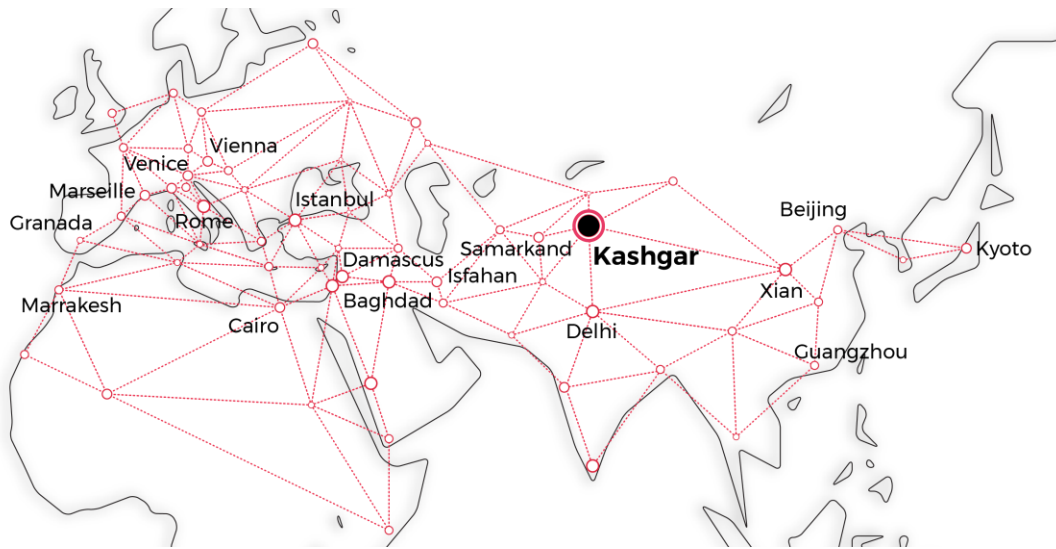 Vienna
Venice
Marseille
Istanbul
Granada
Rome
Beijing
Samarkand
Kyoto
Kashgar
Damascus
Isfahan
Xian
Marrakesh
Baghdad
Cairo
Delhi
Guangzhou